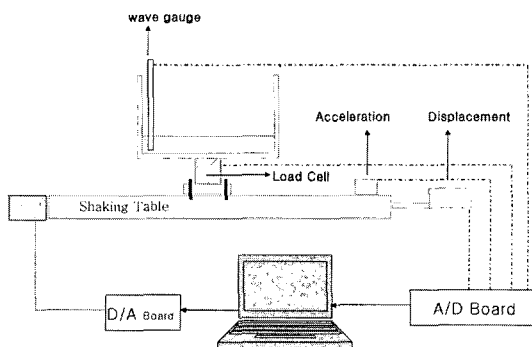 wave gauge
Acceleration
Displacement
Load Cell
Shaking Table
D/A Board
A/D Board